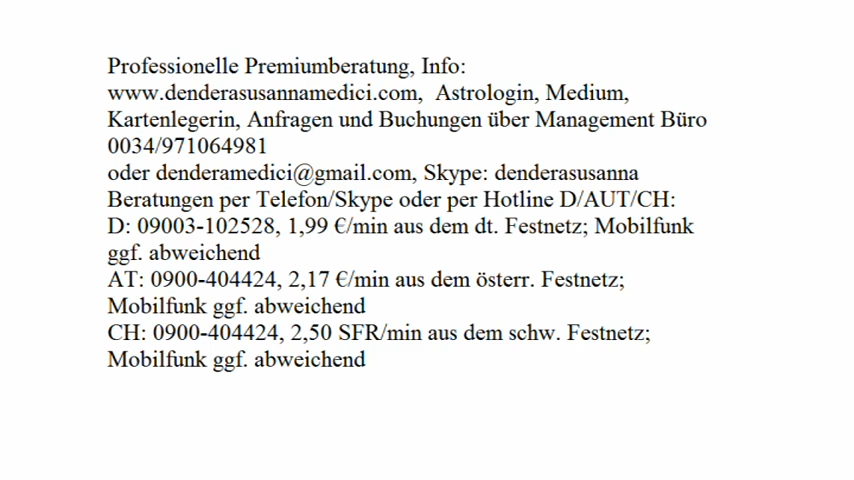 Professionelle Premiumberatung, Info:
www.denderasusannamedici.com,  Astrologin, Medium,
Kartenlegerin, Anfragen und Buchungen über Management Büro
0034/971064981
oder denderamedici@gmail.com, Skype: denderasusanna
Beratungen per Telefon/Skype oder per Hotline D/AUT/CH:
D: 09003-102528, 1,99 €/min aus dem dt. Festnetz; Mobilfunk
ggf. abweichend
AT: 0900-404424, 2,17 €/min aus dem österr. Festnetz;
Mobilfunk ggf. abweichend
CH: 0900-404424, 2,50 SFR/min aus dem schw. Festnetz;
Mobilfunk ggf. abweichend